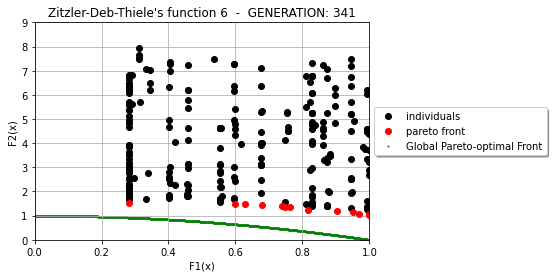 Zitzler-Deb-Thiele's function 6 - GENERATION: 341
F2(x)
9
8
7
6
5
4
3
2
1
0
0.0 0.2 0.4 0.6 0.8 1.0
F1(x)
individuals
pareto front
Global Pareto-optimal Front